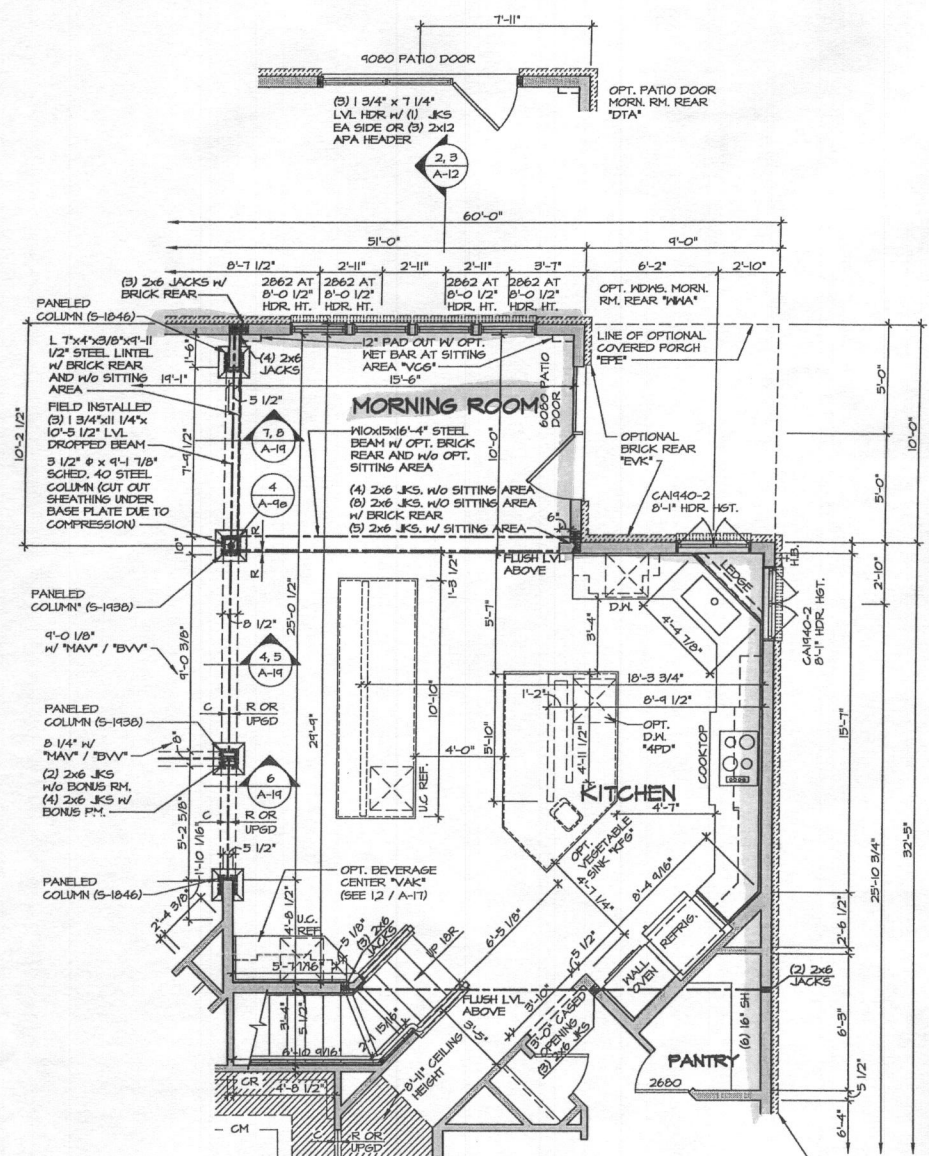 7'-11"
9080 PATIO DOOR
(3) 1 3/4" x 7 1/4"
LVL HDR w/ (1) JKS
EA SIDE OR (3) 2x12
APA HEADER
OPT. PATIO DOOR
MORN. RM. REAR
"DTA"
2, 3
A-12
60'-0"
51'-0"
9'-0"
8'-7 1/2"
2'-11"
2'-11"
2'-11"
3'-7"
6'-2"
2'-10"
(3) 2x6 JACKS w/
BRICK REAR
2862 AT
8'-0 1/2"
HDR. HT.
2862 AT
8'-0 1/2"
HDR. HT.
2862 AT
8'-0 1/2"
HDR. HT.
2862 AT
8'-0 1/2"
HDR. HT.
OPT. WDWS. MORN.
RM. REAR "WWA"
PANELED
COLUMN (S-1846)
L 7"x4"x3/8"x9'-11
1/2" STEEL LINTEL
W/ BRICK REAR
AND W/o SITTING
AREA
1'-6"
(4) 2x6
JACKS
12" PAD OUT W/ OPT.
WET BAR AT SITTING
AREA "VCG"
LINE OF OPTIONAL
COVERED PORCH
"EPE"
19'-1"
15'-6"
5 1/2"
MORNING ROOM
6080 PATIO
DOOR
5'-0"
10'-0"
10'-2 1/2"
FIELD INSTALLED
(3) 1 3/4"x11 1/4"x
10'-5 1/2" LVL
DROPPED BEAM
7'-9 1/2"
7, 8
A-19
W10x15x16'-4" STEEL
BEAM W/ OPT. BRICK
REAR AND W/o OPT.
SITTING AREA
10'-0"
OPTIONAL
BRICK REAR
"EVK"
3 1/2" ϕ x 9'-1 7/8"
SCHED. 40 STEEL
COLUMN (CUT OUT
SHEATHING UNDER
BASE PLATE DUE TO
COMPRESSION)
4
A-9a
(4) 2x6 JKS. W/o SITTING AREA
(8) 2x6 JKS. W/o SITTING AREA
w/ BRICK REAR
(5) 2x6 JKS. w/ SITTING AREA
6"
CA1940-2
8'-1" HDR. HGT.
5'-0"
10"
R
R
FLUSH LVL
ABOVE
H.B.
LEDGE
2'-10"
PANELED
COLUMN" (S-1938)
1'-3 1/2"
5'-7"
D.W.
3'-4"
4'-4 7/8"
CA1940-2
8'-1" HDR. HGT.
8 1/2"
25'-0 1/2"
9'-0 1/8"
W/ "MAV" / "BVV"
9'-0 3/8"
4, 5
A-19
18'-3 3/4"
8'-9 1/2"
1'-2"
C
R OR
UPGD
PANELED
COLUMN (S-1938)
29'-9"
10'-10"
4'-0"
5'-10"
4'-11 1/2"
OPT.
D.W.
"4PD"
COOKTOP
15'-7"
8 1/4" W/
"MAV" / "BVV"
8"
(2) 2x6 JKS
W/o BONUS RM.
(4) 2x6 JKS W/
BONUS RM.
6
A-19
U.C REF.
KITCHEN
4'-7"
5'-2 5/8"
C
R OR
UPGD
1'-10 1/16"
5 1/2"
OPT.
VEGETABLE
SINK "KFG"
25'-10 3/4"
32'-5"
PANELED
COLUMN (S-1846)
OPT. BEVERAGE
CENTER "VAK"
(SEE 1,2 / A-17)
4'-7 1/4"
8'-4 9/16"
2'-4 3/8"
4'-8 1/2"
U.C.
REF
5'-7 1/16"
5 1/8"
(3) 2x6
JACKS
UP 18R
6'-5 1/8"
5 1/2"
REFRIG.
WALL
OVEN
2'-6 1/2"
(2) 2x6
JACKS
3'-4"
5 1/2"
6'-10 9/16"
2'-1 15/16"
FLUSH LVL
ABOVE
3'-10"
3'-5"
3'-0" CASED
OPENING
(3) 2x6 JKS
(6) 16" SH
6'-3"
CR
4'-8 1/2"
8'-11" CEILING
HEIGHT
PANTRY
2680
5 1/2"
CM
C
R OR
UPGD
6'-4"